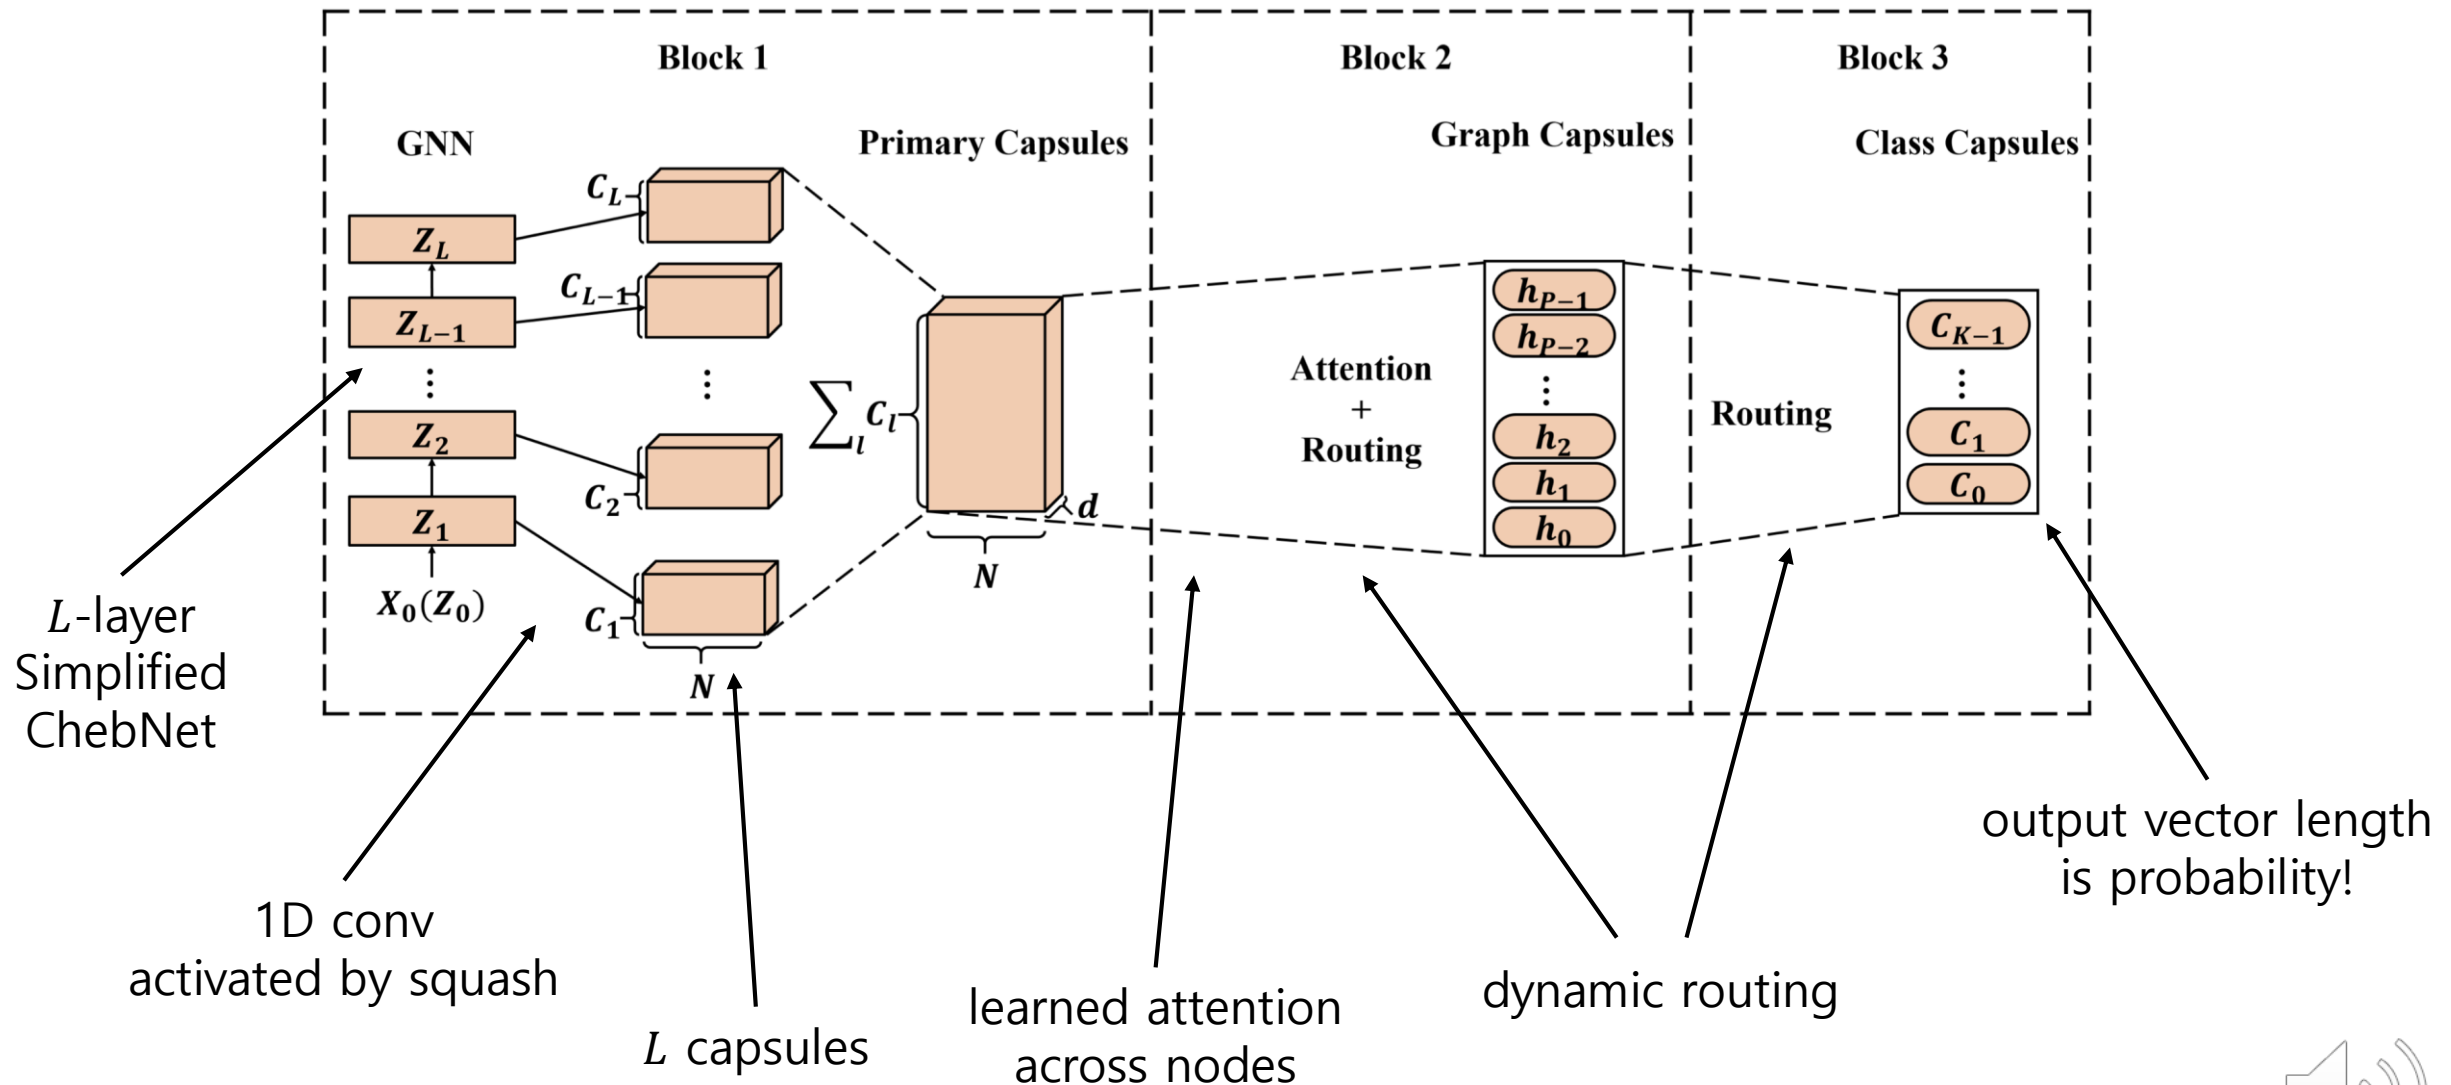 Block 1
Block 2
Block 3
GNN
Primary Capsules
Graph Capsules
Class Capsules
C_L
Z_L
C_{L-1}
Z_{L-1}
⋮
⋮
Z_2
C_2
Z_1
X_0(Z_0)
C_1
N
∑_l C_l
d
N
Attention
+
Routing
h_{P-1}
h_{P-2}
⋮
h_2
h_1
h_0
Routing
C_{K-1}
⋮
C_1
C_0
L-layer
Simplified
ChebNet
1D conv
activated by squash
L capsules
learned attention
across nodes
dynamic routing
output vector length
is probability!